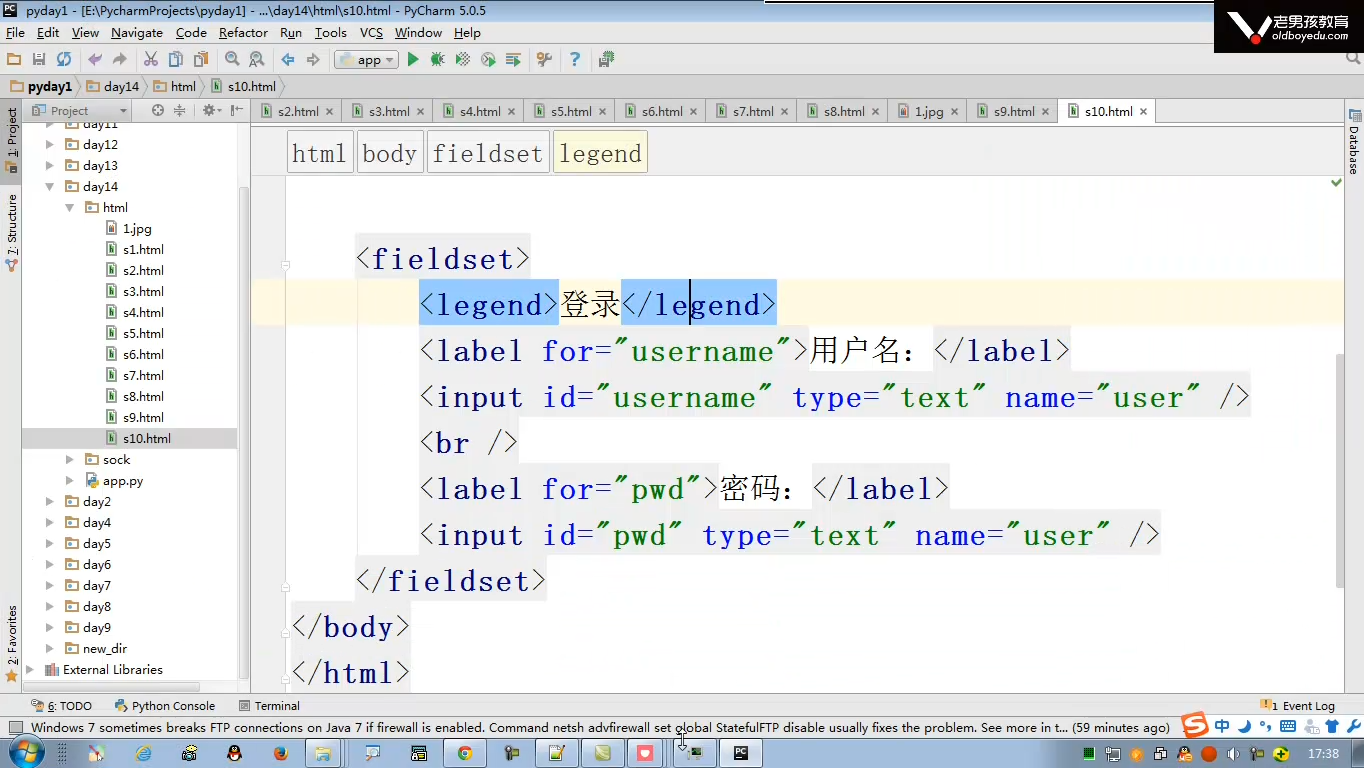 pyday1 - [E:\PycharmProjects\pyday1] - ...\day14\html\s10.html - PyCharm 5.0.5
老男孩教育
oldboyedu.com
File Edit View Navigate Code Refactor Run Tools VCS Window Help
app
pyday1 day14 html s10.html
Project
s2.html s3.html s4.html s5.html s6.html s7.html s8.html 1.jpg s9.html s10.html
1: Project
7: Structure
2: Favorites
Database
day11
day12
day13
day14
html
1.jpg
s1.html
s2.html
s3.html
s4.html
s5.html
s6.html
s7.html
s8.html
s9.html
s10.html
sock
app.py
day2
day4
day5
day6
day7
day8
day9
new_dir
External Libraries
html body fieldset legend
<fieldset>
<legend>登录</legend>
<label for="username">用户名：</label>
<input id="username" type="text" name="user" />
<br />
<label for="pwd">密码：</label>
<input id="pwd" type="text" name="user" />
</fieldset>
</body>
</html>
6: TODO Python Console Terminal 1 Event Log
Windows 7 sometimes breaks FTP connections on Java 7 if firewall is enabled. Command netsh advfirewall set global StatefulFTP disable usually fixes the problem. See more in t... (59 minutes ago)
中
17:38